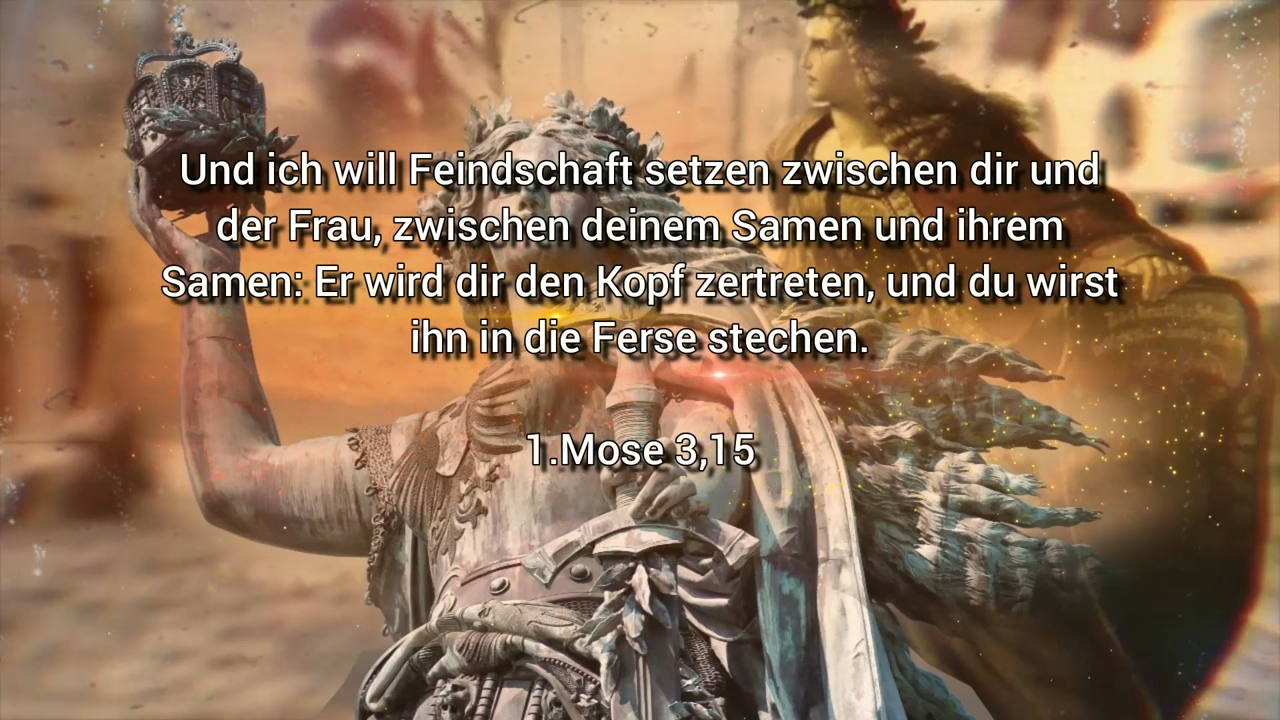 Und ich will Feindschaft setzen zwischen dir und
der Frau, zwischen deinem Samen und ihrem
Samen: Er wird dir den Kopf zertreten, und du wirst
ihn in die Ferse stechen.
1.Mose 3,15